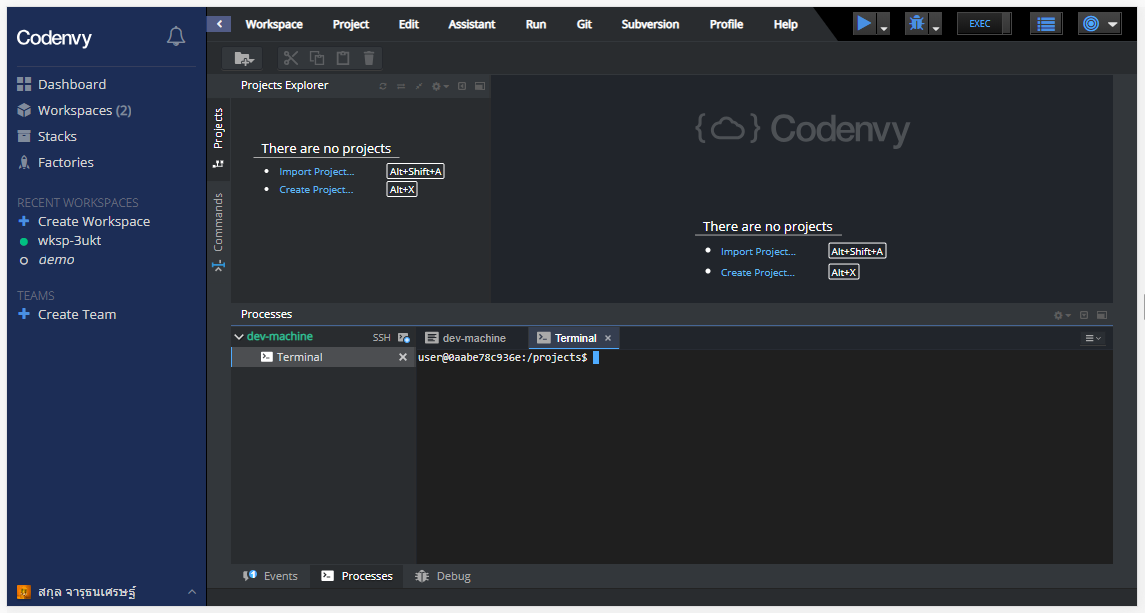 Codenvy
Dashboard
Workspaces (2)
Stacks
Factories
RECENT WORKSPACES
Create Workspace
wksp-3ukt
demo
TEAMS
Create Team
สกุล จารุธนเศรษฐ์
Workspace Project Edit Assistant Run Git Subversion Profile Help
EXEC
Projects Explorer
Projects
Commands
There are no projects
Import Project... Alt+Shift+A
Create Project... Alt+X
{ } Codenvy
There are no projects
Import Project... Alt+Shift+A
Create Project... Alt+X
Processes
dev-machine SSH
Terminal
dev-machine Terminal
user@0aabe78c936e:/projects$
Events Processes Debug